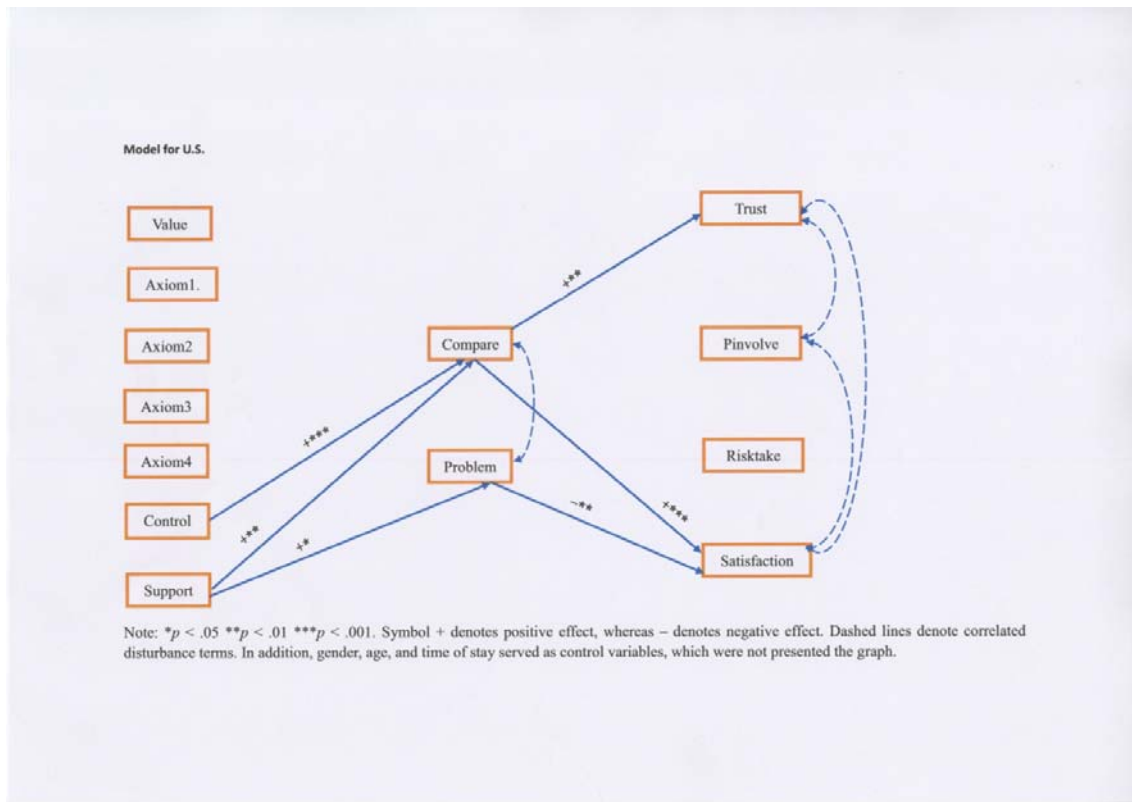 Model for U.S.
Value
Axiom1.
Axiom2
Axiom3
Axiom4
Control
Support
+***
+**
+*
Compare
Problem
+**
–**
+***
Trust
Pinvolve
Risktake
Satisfaction
Note: *p < .05 **p < .01 ***p < .001. Symbol + denotes positive effect, whereas – denotes negative effect. Dashed lines denote correlated
disturbance terms. In addition, gender, age, and time of stay served as control variables, which were not presented the graph.